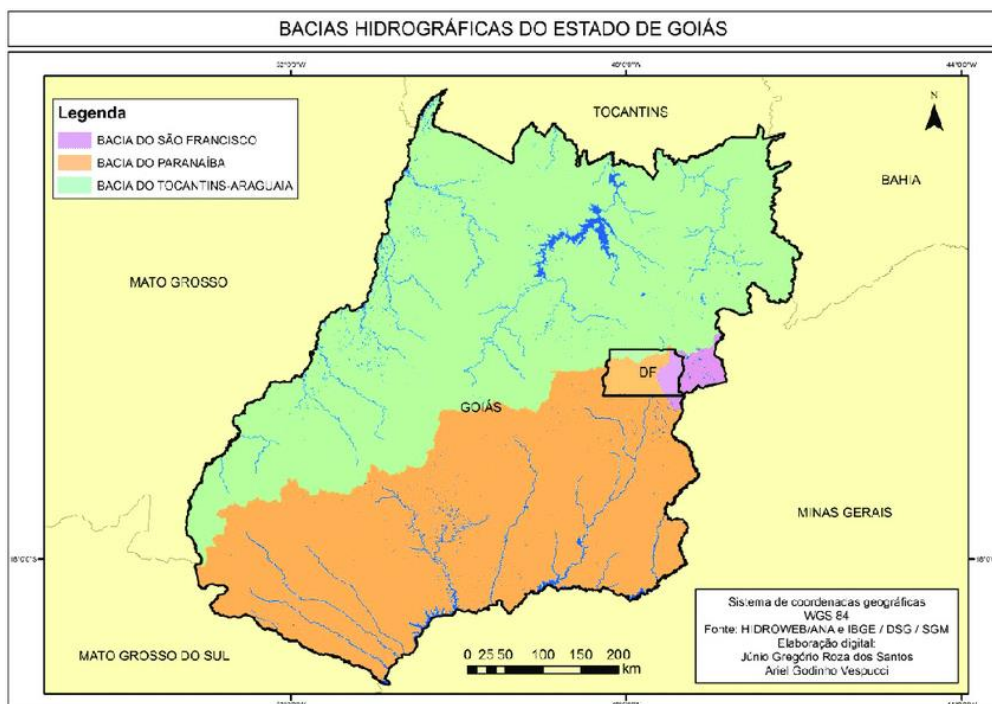 BACIAS HIDROGRÁFICAS DO ESTADO DE GOIÁS
44°00'W
Legenda
BACIA DO SÃO FRANCISCO
BACIA DO PARANAÍBA
BACIA DO TOCANTINS-ARAGUAIA
TOCANTINS
N
BAHIA
MATO GROSSO
DF
GOIÁS
MINAS GERAIS
MATO GROSSO DO SUL
0 25 50 100 150 200
km
Sistema de coordenadas geográficas
WGS 84
Fonte: HIDROWEB/ANA e IBGE / DSG / SGM
Elaboração digital:
Júnio Gregório Roza dos Santos
Ariel Godinho Vespucci